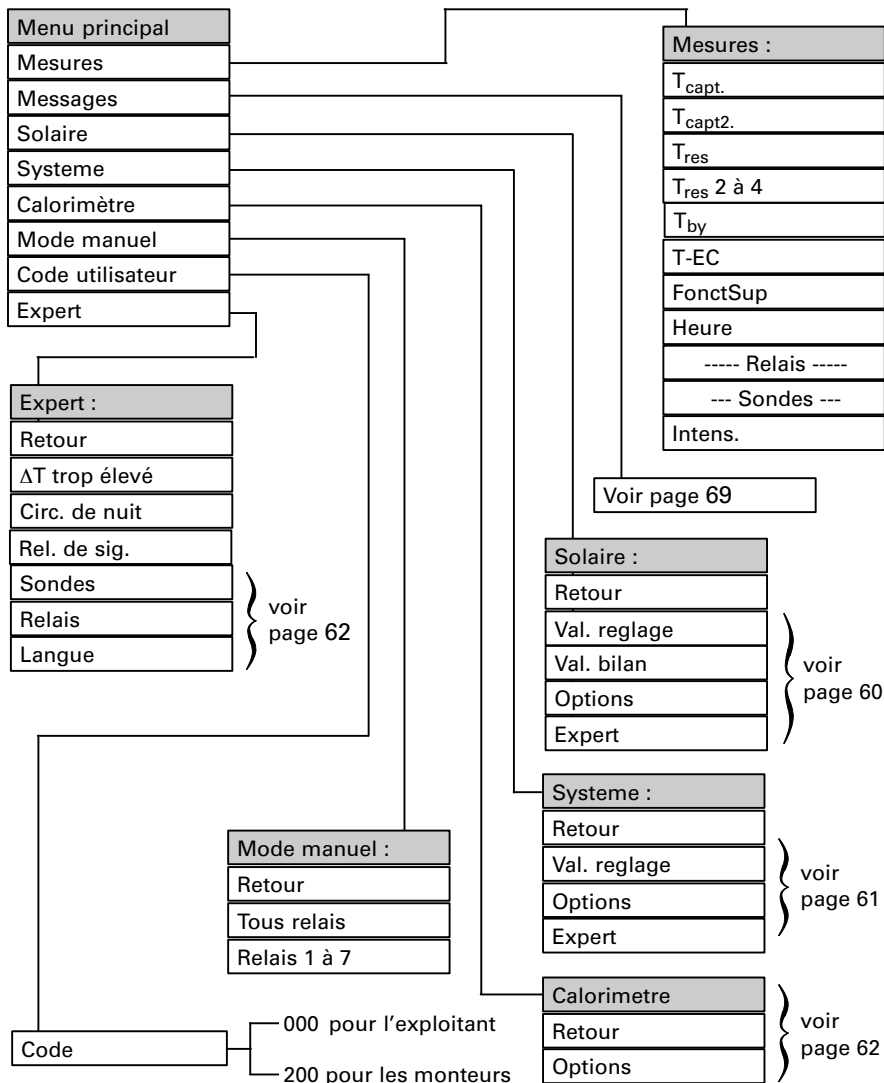 Menu principal
Mesures
Messages
Solaire
Systeme
Calorimètre
Mode manuel
Code utilisateur
Expert
Mesures :
Tcapt.
Tcapt2.
Tres
Tres 2 à 4
Tby
T-EC
FonctSup
Heure
----- Relais -----
--- Sondes ---
Intens.
Expert :
Retour
ΔT trop élevé
Circ. de nuit
Rel. de sig.
Sondes
Relais
Langue
voir
page 62
Voir page 69
Solaire :
Retour
Val. reglage
Val. bilan
Options
Expert
voir
page 60
Systeme :
Retour
Val. reglage
Options
Expert
voir
page 61
Mode manuel :
Retour
Tous relais
Relais 1 à 7
Calorimetre
Retour
Options
voir
page 62
Code
000 pour l'exploitant
200 pour les monteurs